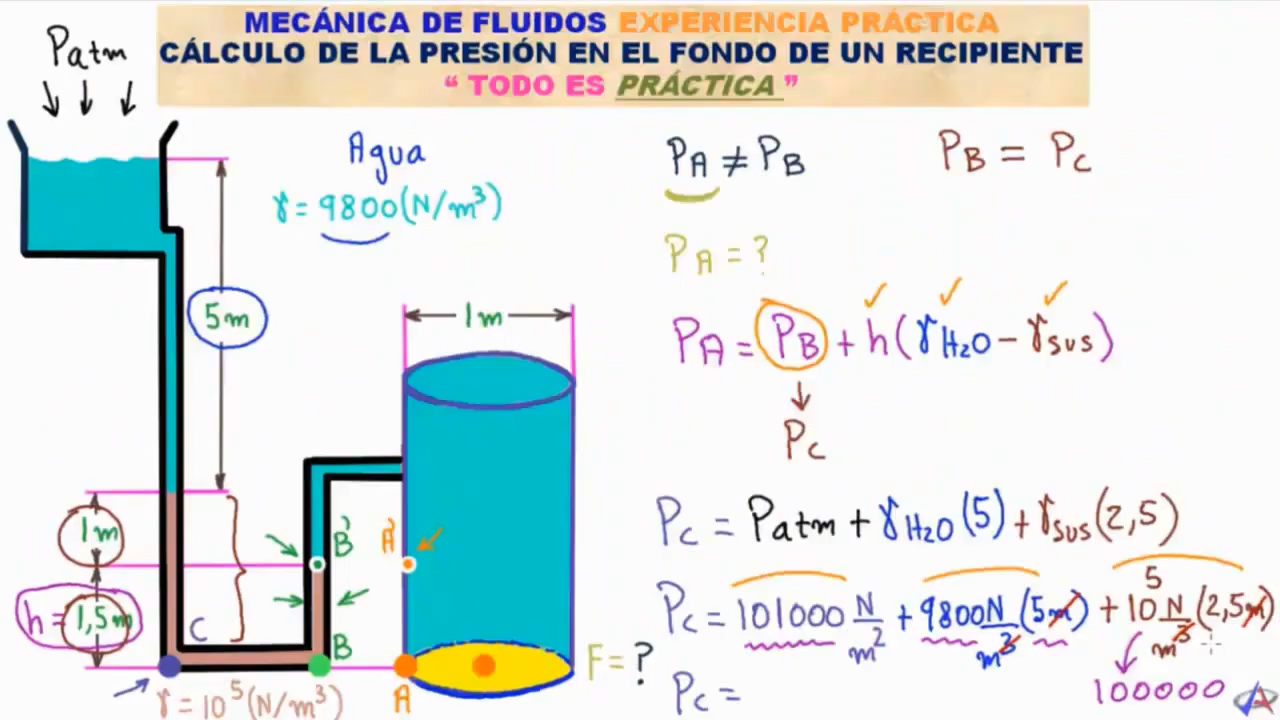 MECÁNICA DE FLUIDOS EXPERIENCIA PRÁCTICA
CÁLCULO DE LA PRESIÓN EN EL FONDO DE UN RECIPIENTE
“ TODO ES PRÁCTICA ”
Patm
Agua
γ = 9800 (N/m³)
5m
1m
1m
h = 1,5m
C
B'
A'
B
A
F = ?
γ = 10⁵ (N/m³)
PA ≠ PB
PB = PC
PA = ?
PA = PB + h(γH₂O − γsus)
↓
PC
PC = Patm + γH₂O (5) + γsus (2,5)
PC = 101000 N/m² + 9800 N/m³ (5m) + 10⁵ N/m³ (2,5m)
100000
PC =